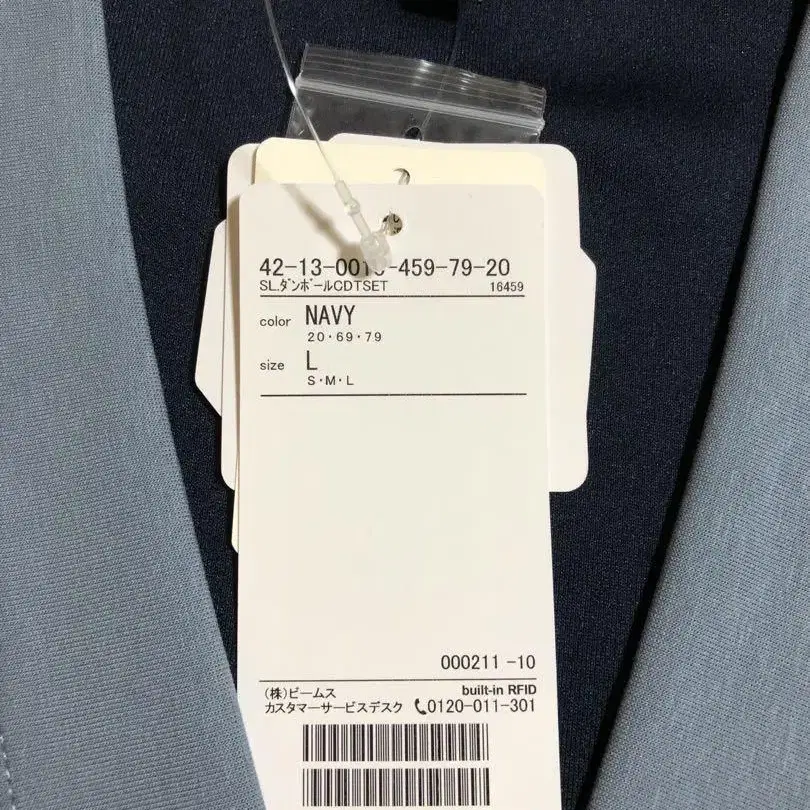 42-13-0010-459-79-20
SL.ﾀﾞﾝﾎﾞｰﾙCDTSET 16459
color NAVY
20・69・79
size L
S・M・L
000211 -10
(株)ビームス built-in RFID
カスタマーサービスデスク 0120-011-301